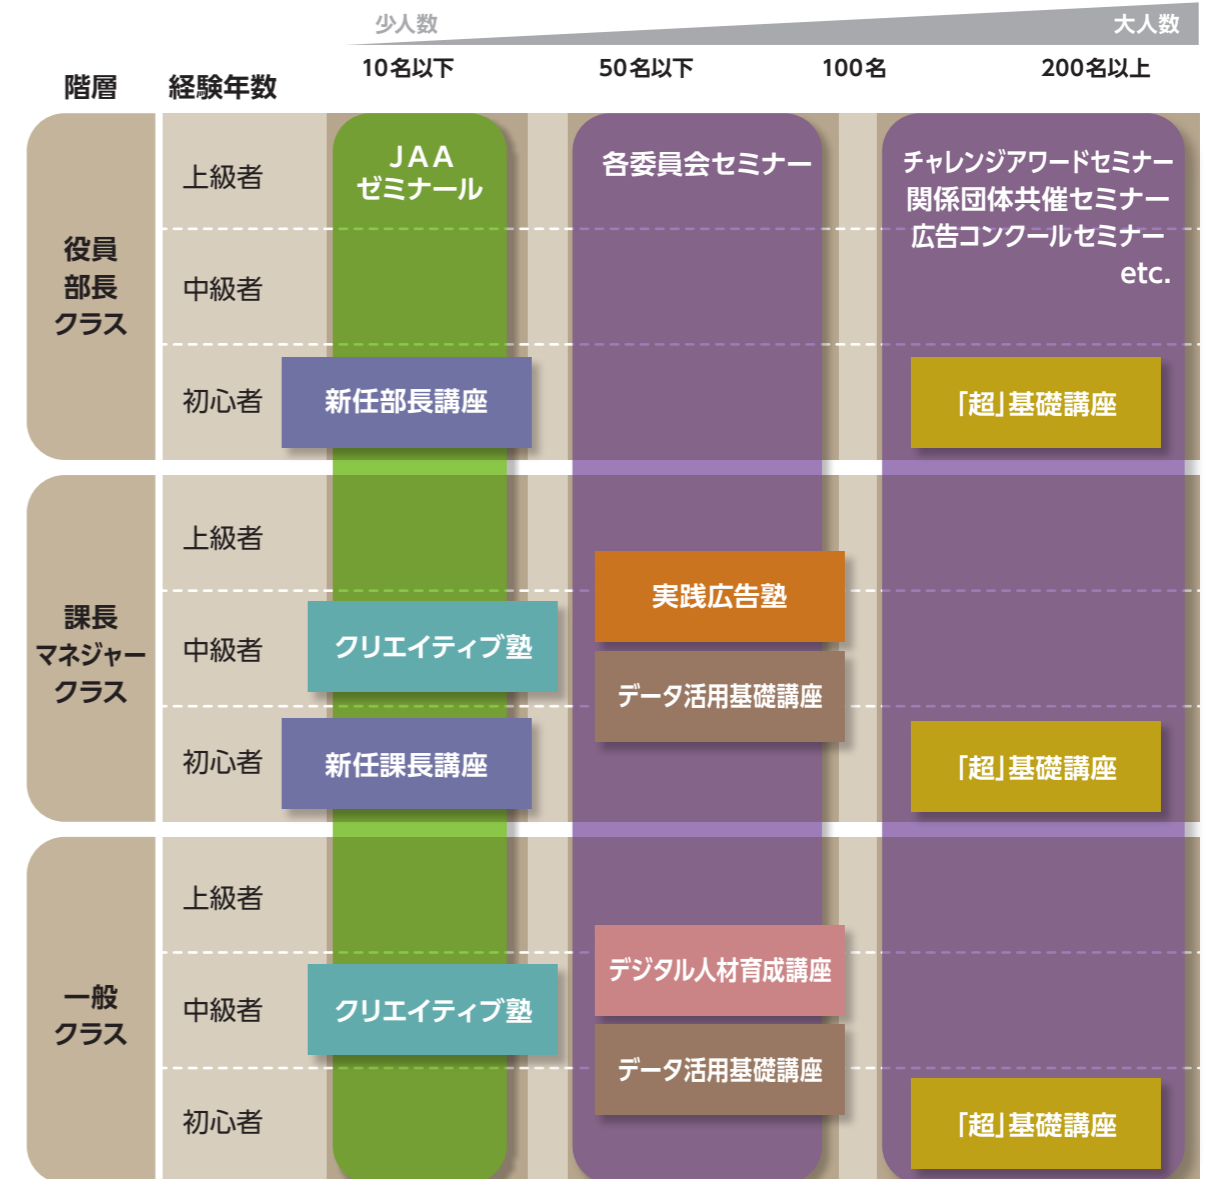 少人数
大人数
10名以下
50名以下
100名
200名以上
階層
経験年数
役員
部長
クラス
上級者
中級者
初心者
JAA
ゼミナール
各委員会セミナー
チャレンジアワードセミナー
関係団体共催セミナー
広告コンクールセミナー
etc.
新任部長講座
「超」基礎講座
課長
マネジャー
クラス
上級者
中級者
初心者
実践広告塾
クリエイティブ塾
データ活用基礎講座
新任課長講座
「超」基礎講座
一般
クラス
上級者
中級者
初心者
デジタル人材育成講座
クリエイティブ塾
データ活用基礎講座
「超」基礎講座